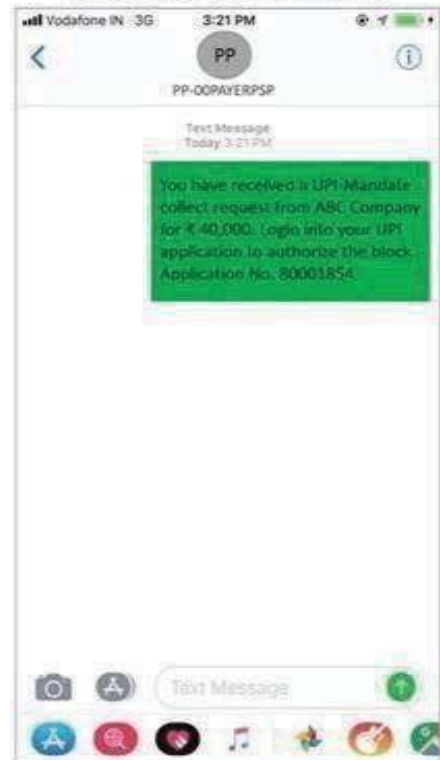 Vodafone IN 3G 3:21 PM
PP
PP-OOPAYERPSP
Text Message
Today 3:21 PM
You have received a UPI-Mandate
collect request from ABC Company
for ₹ 40,000. Login into your UPI
application to authorize the block.
Application No. 80001854
Text Message